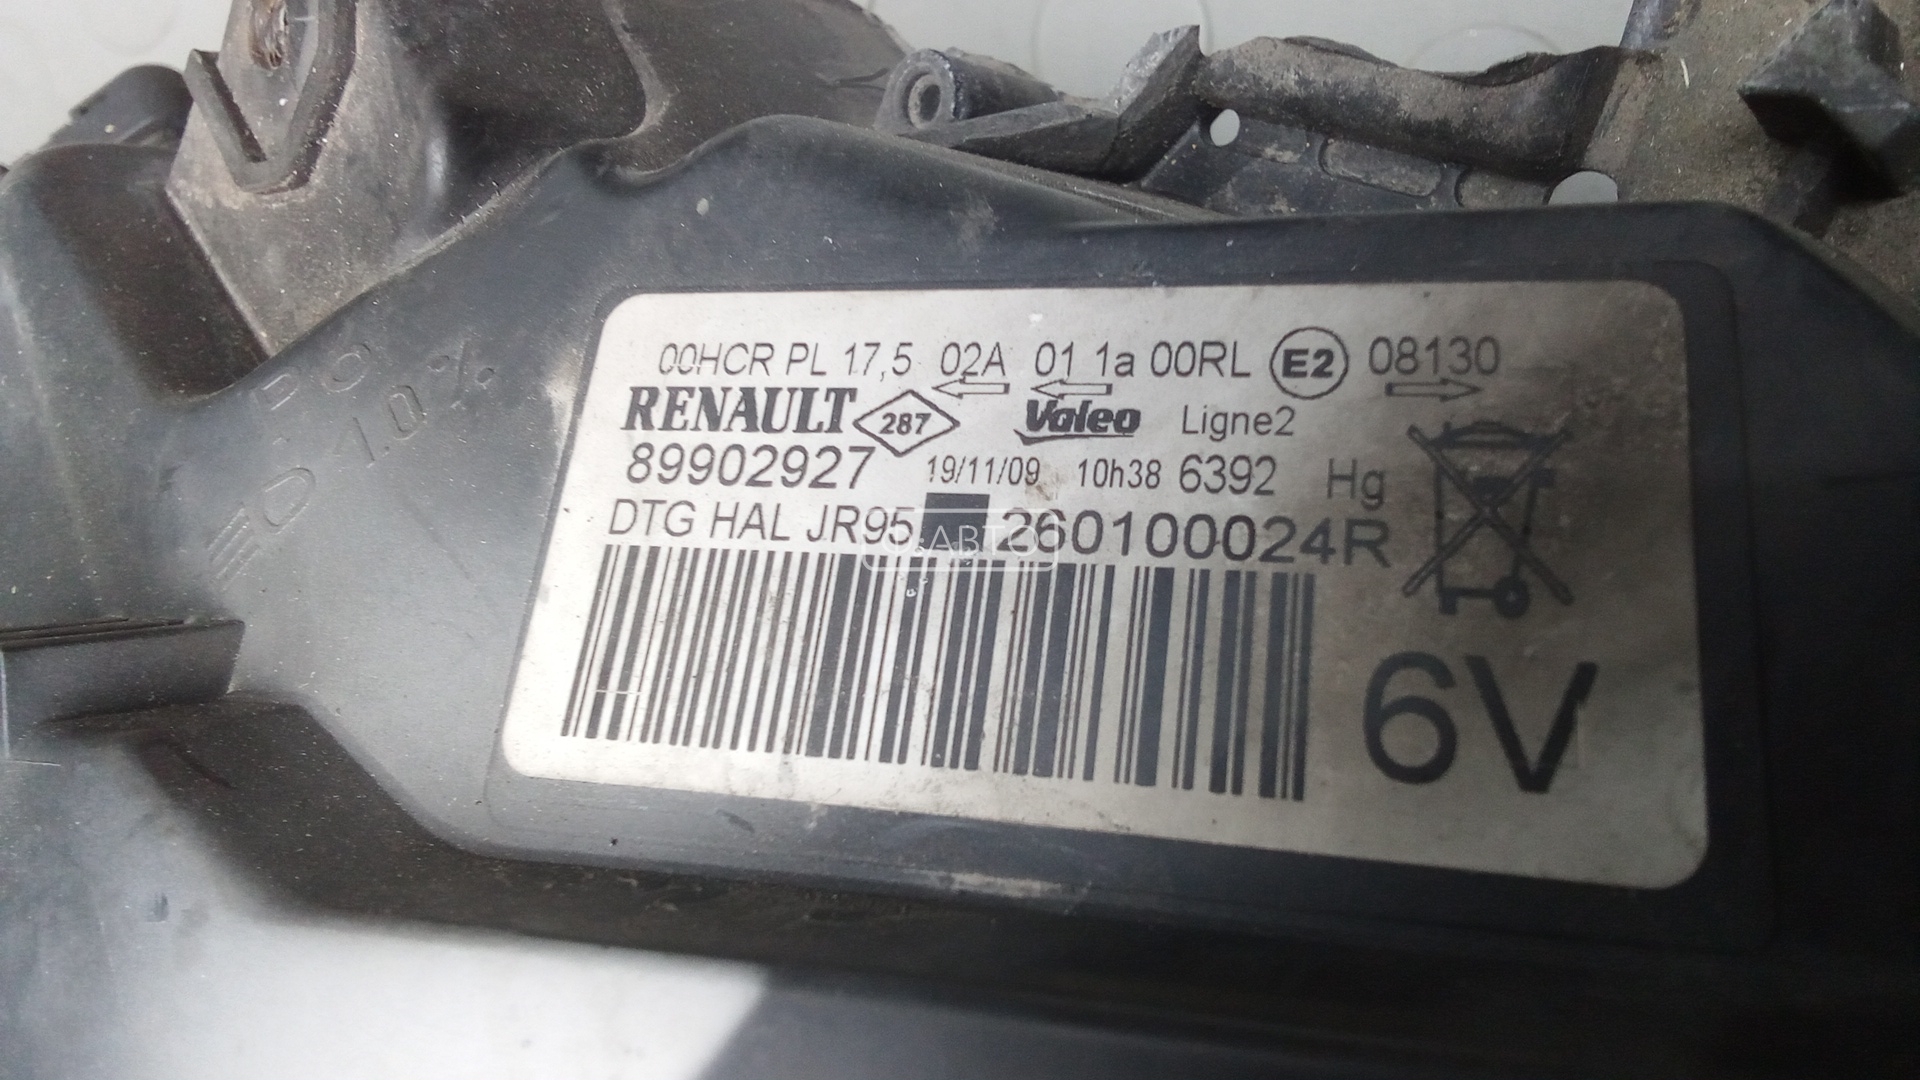 00HCR PL 17,5 02A 01 1a 00RL E2 08130
RENAULT 287 Valeo Ligne2
89902927 19/11/09 10h38 6392 Hg
DTG HAL JR95 260100024R
6V